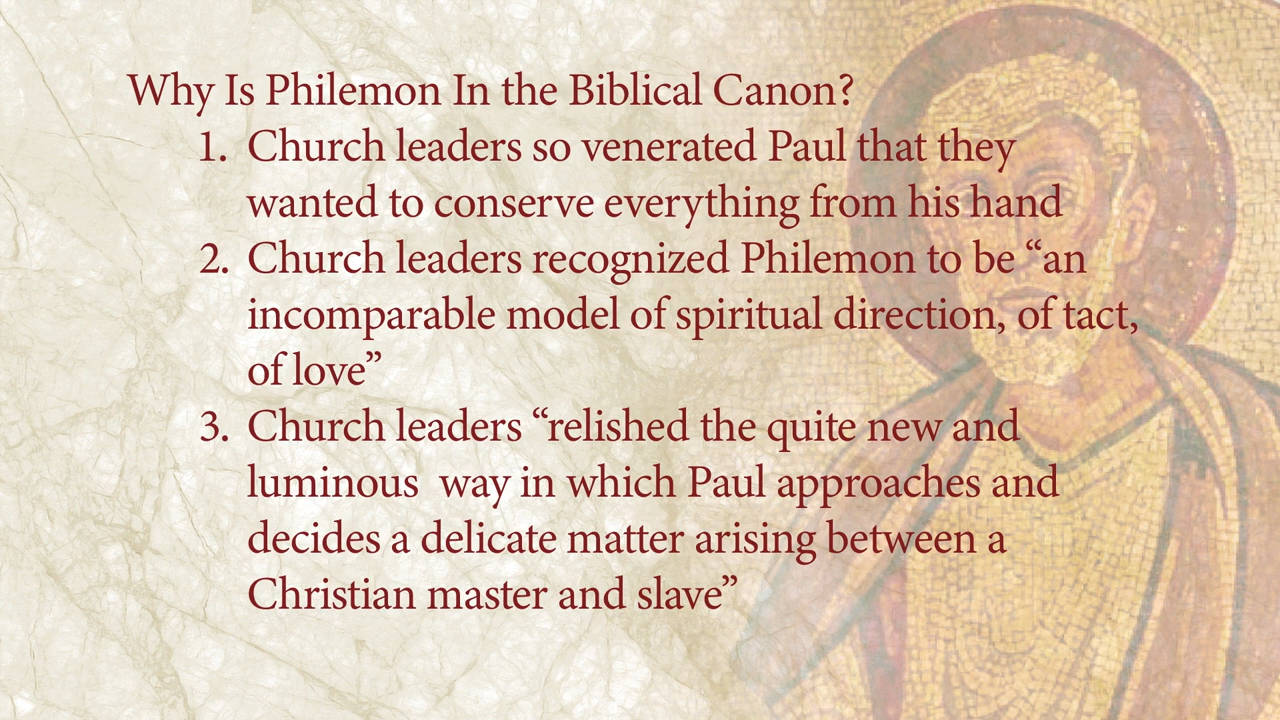 Why Is Philemon In the Biblical Canon?
1. Church leaders so venerated Paul that they
wanted to conserve everything from his hand
2. Church leaders recognized Philemon to be “an
incomparable model of spiritual direction, of tact,
of love”
3. Church leaders “relished the quite new and
luminous  way in which Paul approaches and
decides a delicate matter arising between a
Christian master and slave”